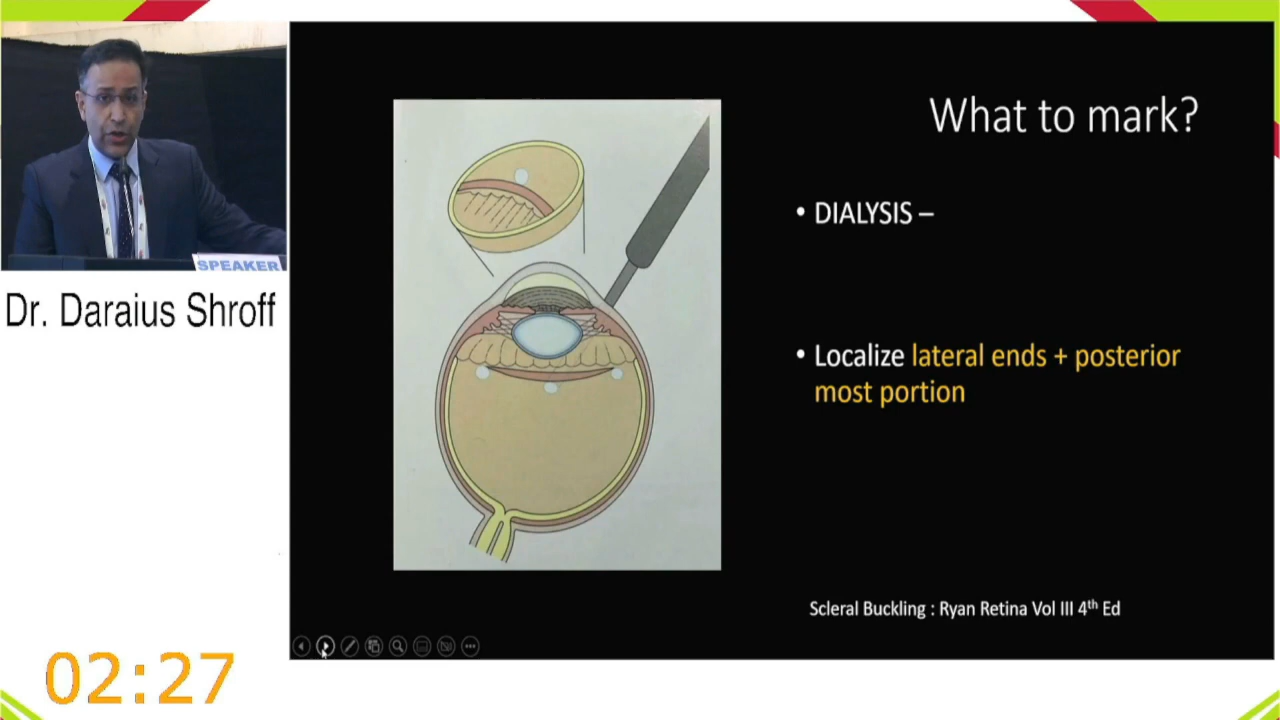 What to mark?
• DIALYSIS –
• Localize lateral ends + posterior
most portion
Scleral Buckling : Ryan Retina Vol III 4th Ed
SPEAKER
Dr. Daraius Shroff
02:27